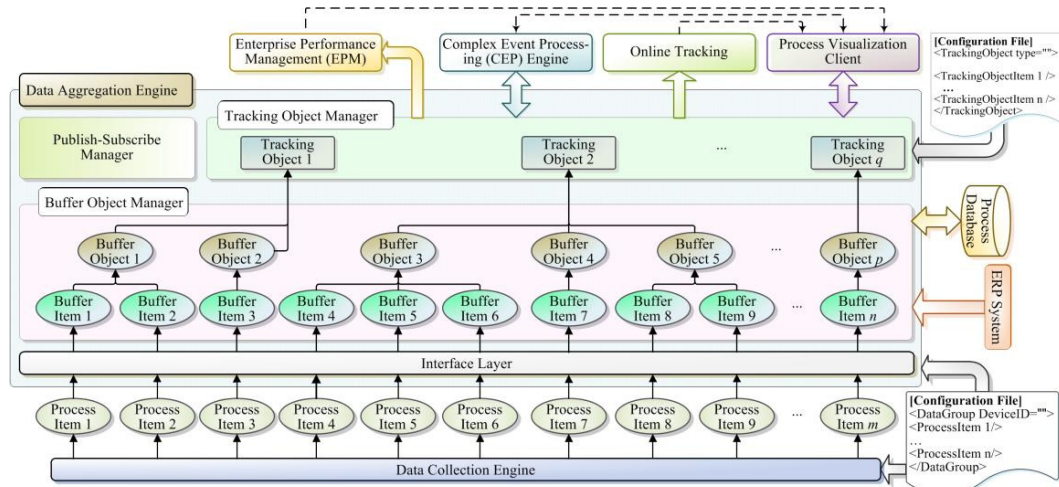 Enterprise Performance
Management (EPM)
Complex Event Process-
ing (CEP) Engine
Online Tracking
Process Visualization
Client
[Configuration File]
<TrackingObject type="">
<TrackingObjectItem 1 />
...
<TrackingObjectItem n />
</TrackingObject>
Data Aggregation Engine
Tracking Object Manager
Publish-Subscribe
Manager
Tracking
Object 1
Tracking
Object 2
...
Tracking
Object q
Buffer Object Manager
Process
Database
Buffer
Object 1
Buffer
Object 2
Buffer
Object 3
Buffer
Object 4
Buffer
Object 5
...
Buffer
Object p
Buffer
Item 1
Buffer
Item 2
Buffer
Item 3
Buffer
Item 4
Buffer
Item 5
Buffer
Item 6
Buffer
Item 7
Buffer
Item 8
Buffer
Item 9
...
Buffer
Item n
ERP System
Interface Layer
Process
Item 1
Process
Item 2
Process
Item 3
Process
Item 4
Process
Item 5
Process
Item 6
Process
Item 7
Process
Item 8
Process
Item 9
...
Process
Item m
[Configuration File]
<DataGroup DeviceID="">
<ProcessItem 1/>
...
<ProcessItem n/>
</DataGroup>
Data Collection Engine